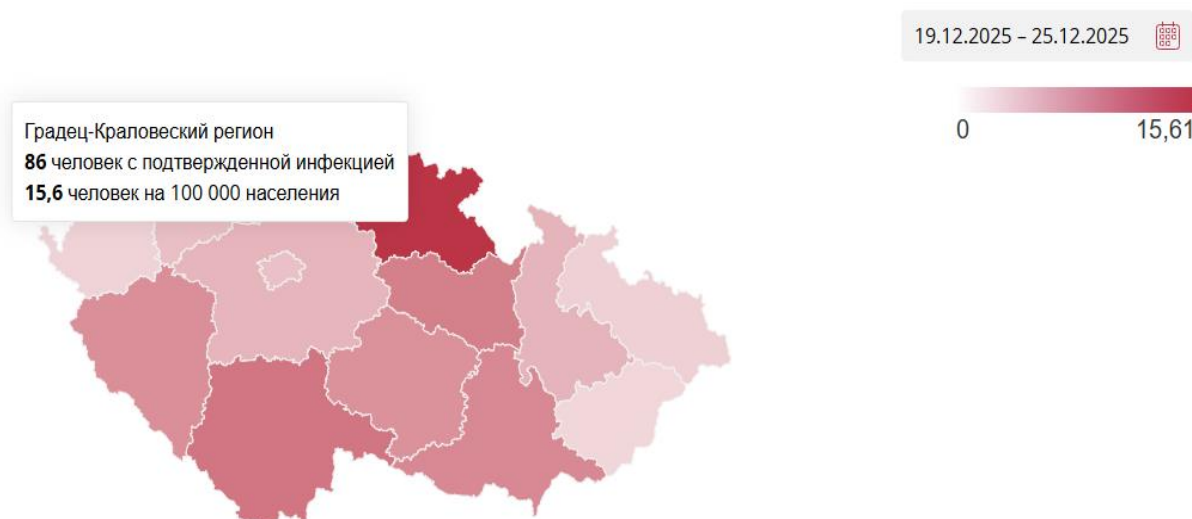 19.12.2025 – 25.12.2025
0
15,61
Градец-Краловеский регион
86 человек с подтвержденной инфекцией
15,6 человек на 100 000 населения